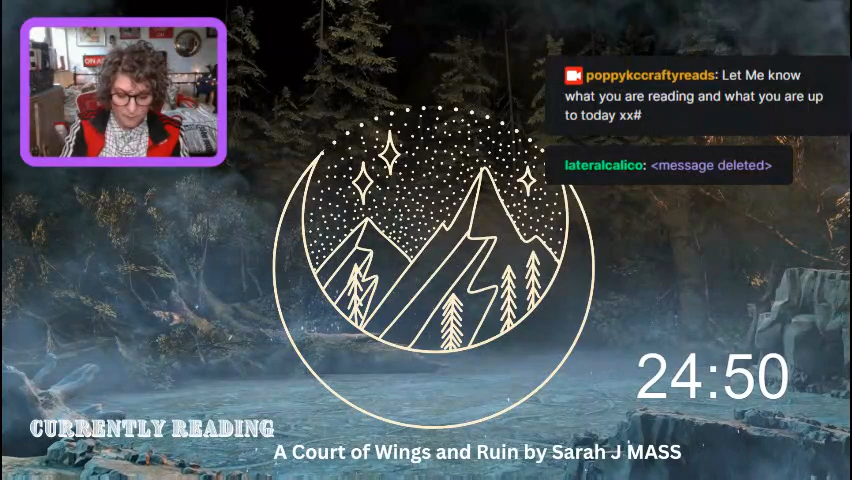 ON A
poppykccraftyreads: Let Me know
what you are reading and what you are up
to today xx#
lateralcalico: <message deleted>
24:50
CURRENTLY READING
A Court of Wings and Ruin by Sarah J MASS